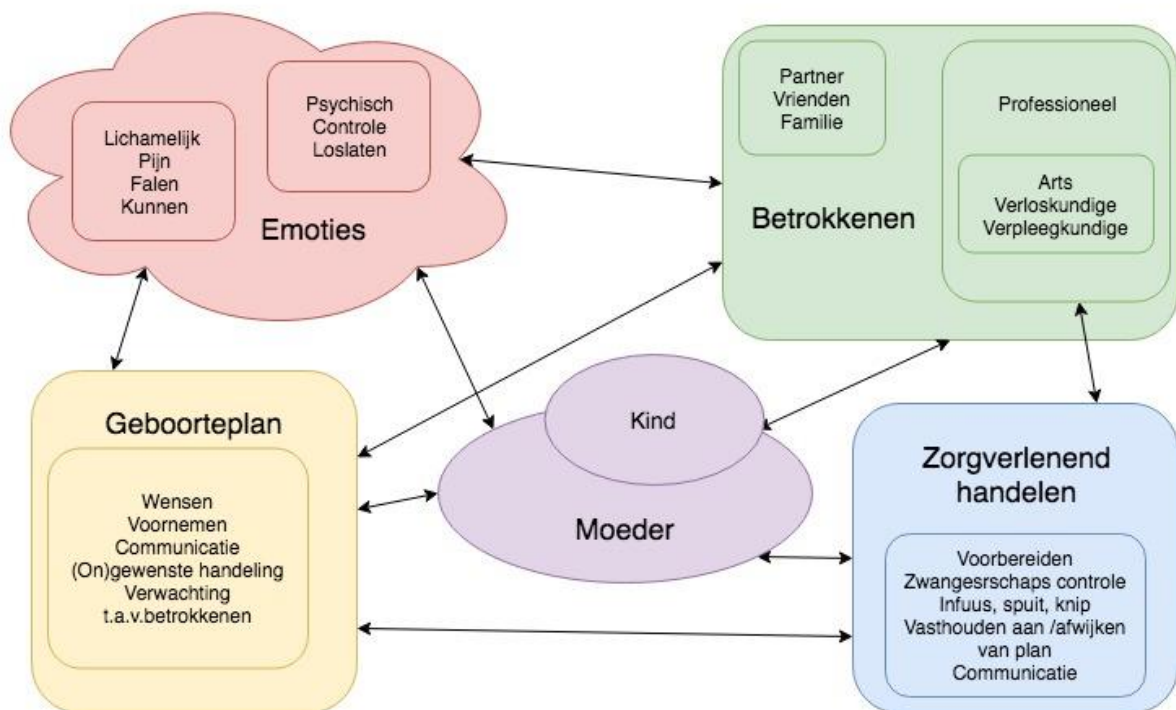 Lichamelijk
Pijn
Falen
Kunnen
Psychisch
Controle
Loslaten
Emoties
Partner
Vrienden
Familie
Professioneel
Arts
Verloskundige
Verpleegkundige
Betrokkenen
Geboorteplan
Wensen
Voornemen
Communicatie
(On)gewenste handeling
Verwachting
t.a.v.betrokkenen
Kind
Moeder
Zorgverlenend
handelen
Voorbereiden
Zwangesrschaps controle
Infuus, spuit, knip
Vasthouden aan /afwijken
van plan
Communicatie